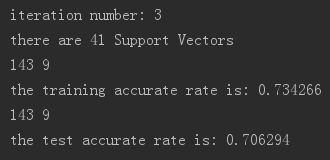 iteration number: 3
there are 41 Support Vectors
143 9
the training accurate rate is: 0.734266
143 9
the test accurate rate is: 0.706294